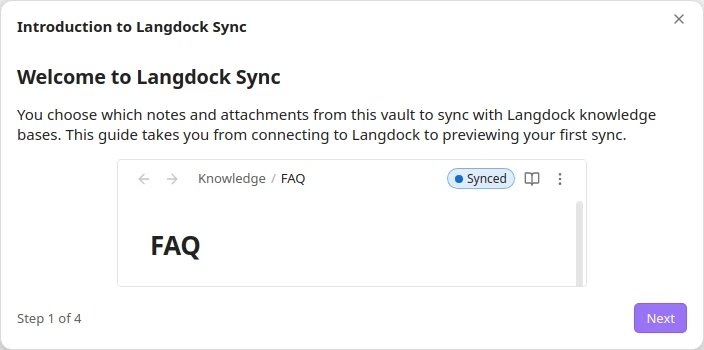 Introduction to Langdock Sync
Welcome to Langdock Sync
You choose which notes and attachments from this vault to sync with Langdock knowledge
bases. This guide takes you from connecting to Langdock to previewing your first sync.
Knowledge / FAQ
Synced
FAQ
Step 1 of 4
Next